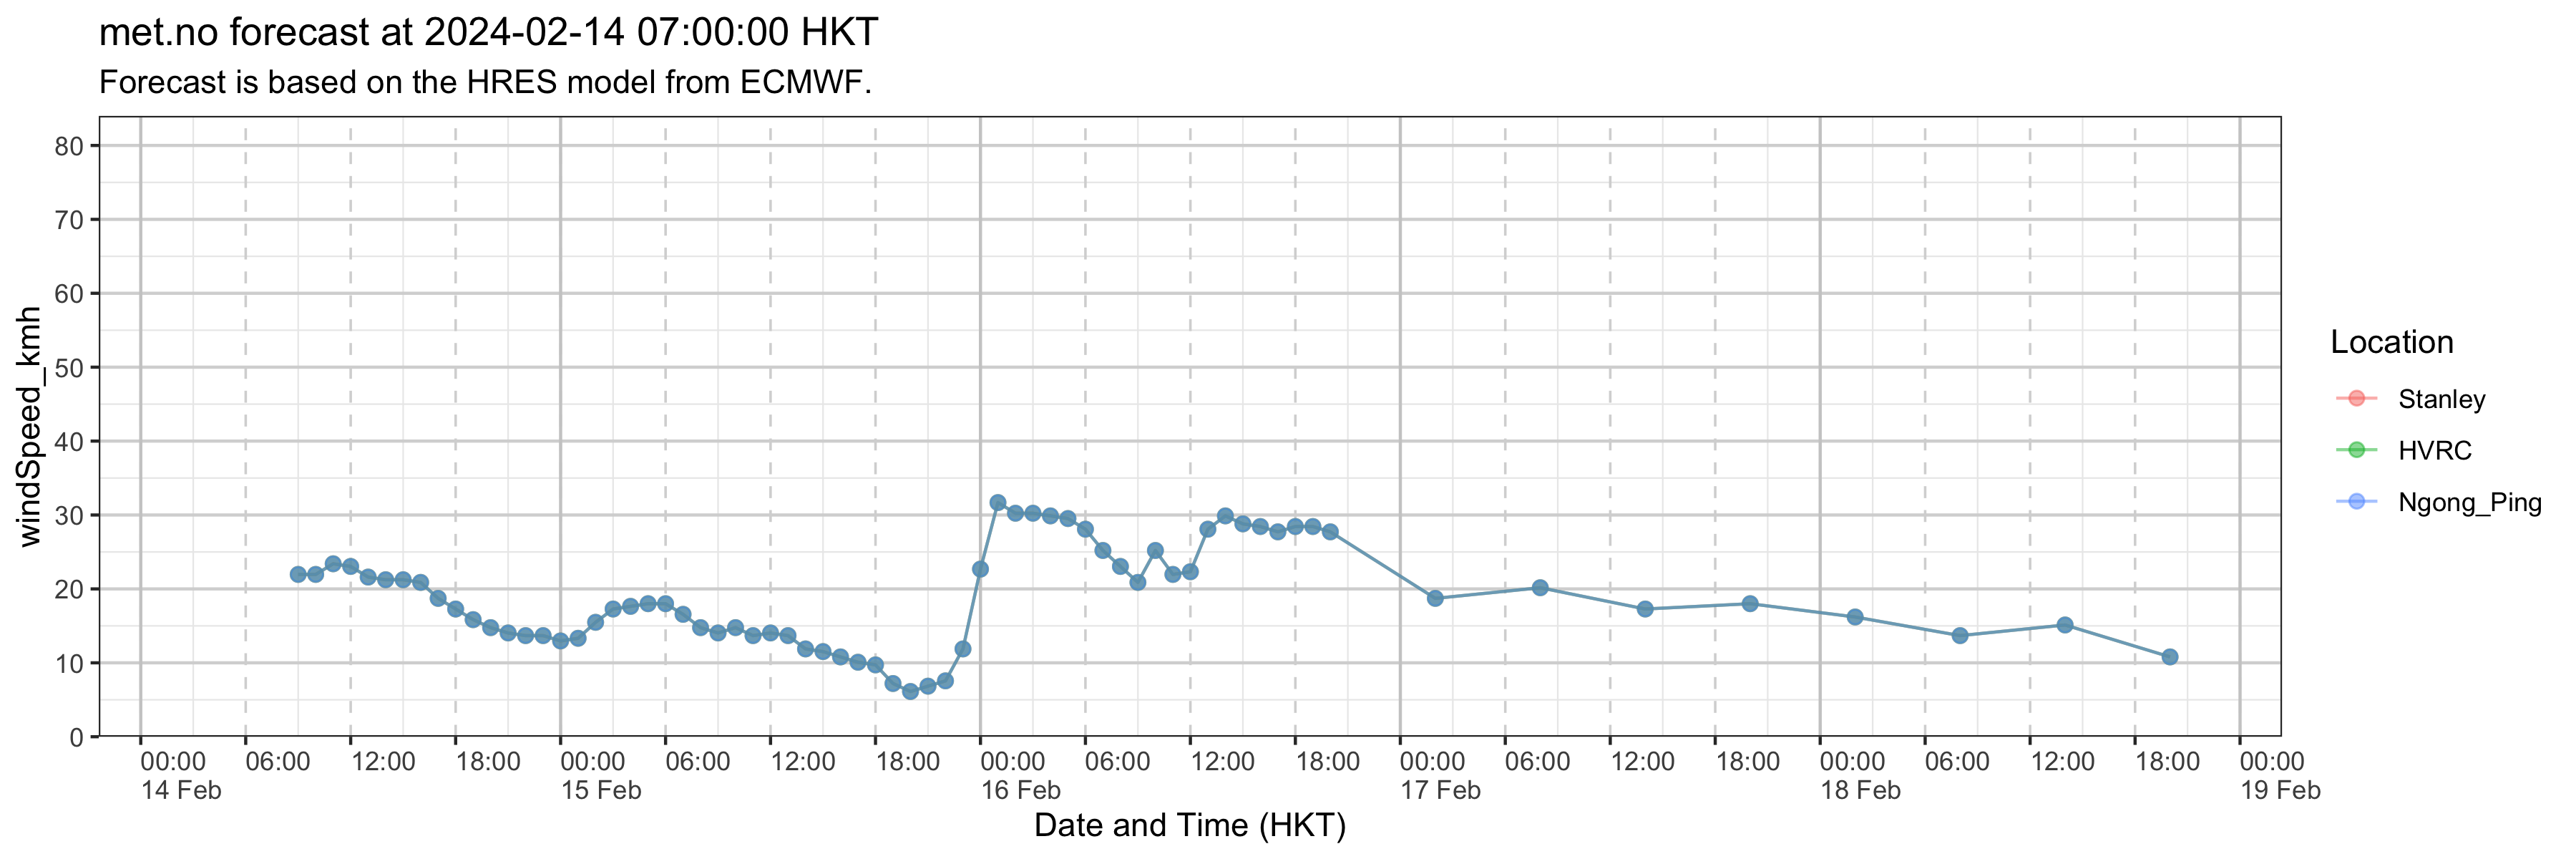 met.no forecast at 2024-02-14 07:00:00 HKT
Forecast is based on the HRES model from ECMWF.
windSpeed_kmh
80
70
60
50
40
30
20
10
0
00:00 06:00 12:00 18:00 00:00 06:00 12:00 18:00 00:00 06:00 12:00 18:00 00:00 06:00 12:00 18:00 00:00 06:00 12:00 18:00 00:00
14 Feb 15 Feb 16 Feb 17 Feb 18 Feb 19 Feb
Date and Time (HKT)
Location
Stanley
HVRC
Ngong_Ping